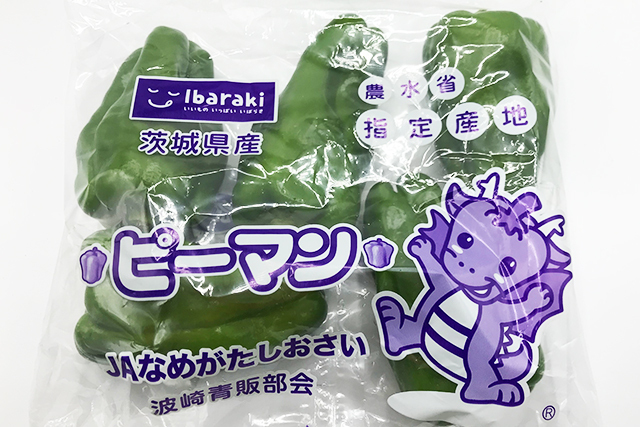 Ibaraki
いいもの いっぱい いばらき
茨城県産
農水省
指定産地
ピーマン
JAなめがたしおさい
波崎青販部会
®